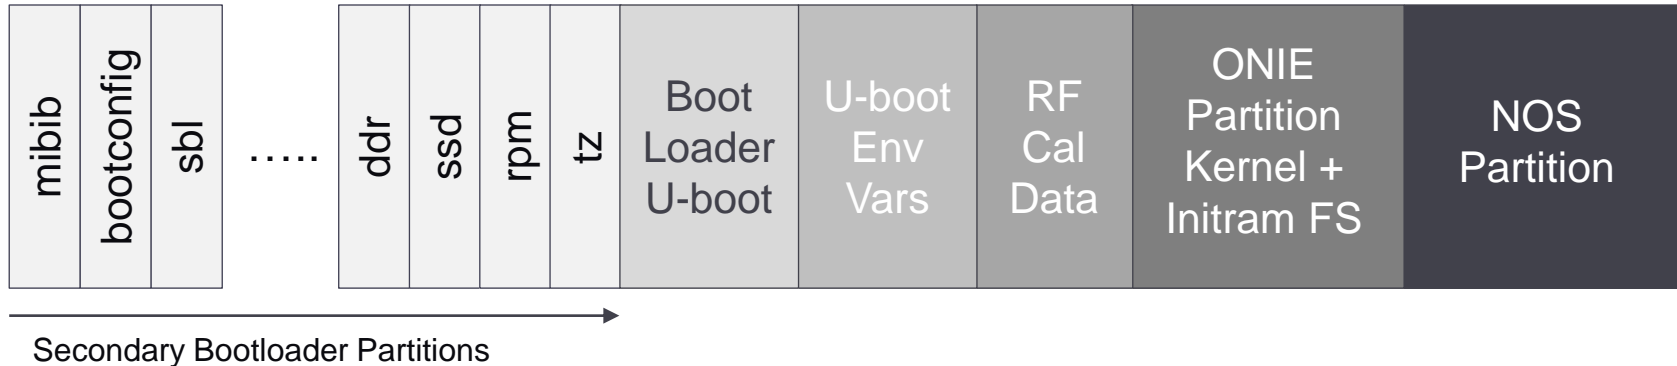 mibib
bootconfig
sbl
.....
ddr
ssd
rpm
tz
Boot
Loader
U-boot
U-boot
Env
Vars
RF
Cal
Data
ONIE
Partition
Kernel +
Initram FS
NOS
Partition
Secondary Bootloader Partitions